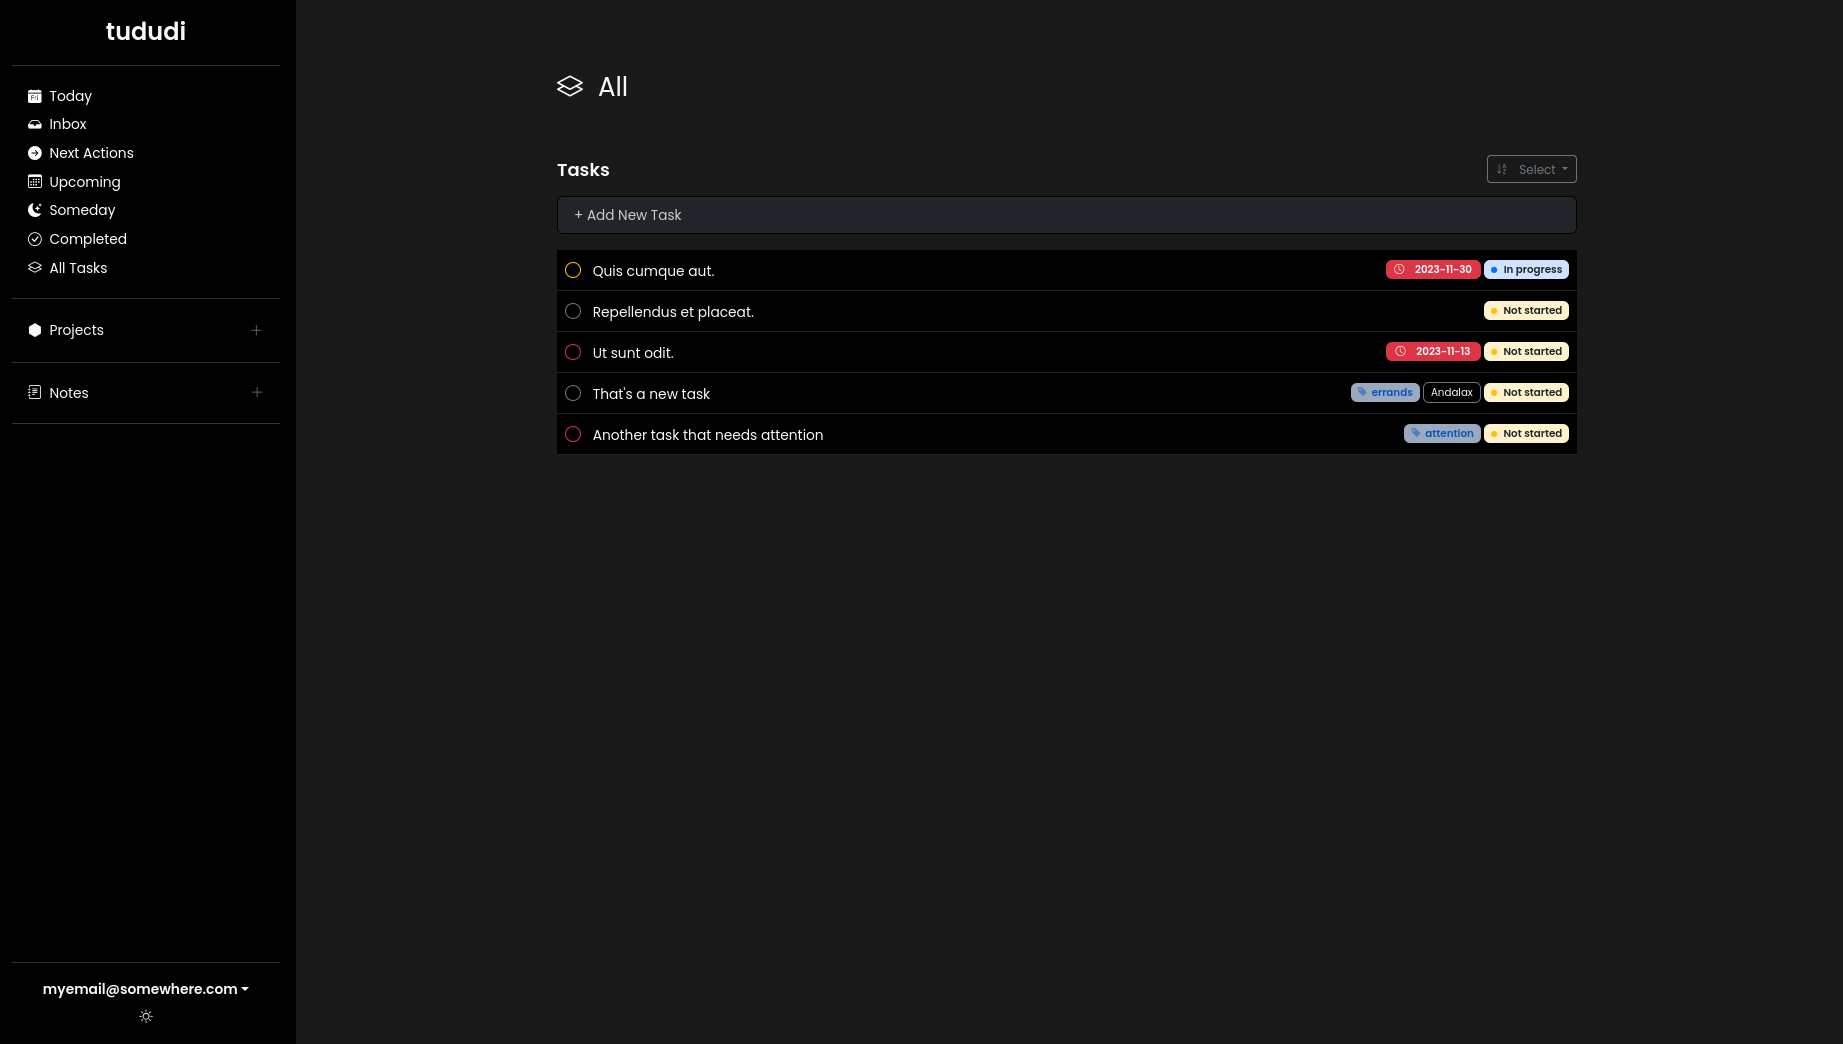 tududi
Today
Inbox
Next Actions
Upcoming
Someday
Completed
All Tasks
Projects
Notes
myemail@somewhere.com
All
Tasks
Select
+ Add New Task
Quis cumque aut. 2023-11-30 In progress
Repellendus et placeat. Not started
Ut sunt odit. 2023-11-13 Not started
That's a new task errands Andalax Not started
Another task that needs attention attention Not started